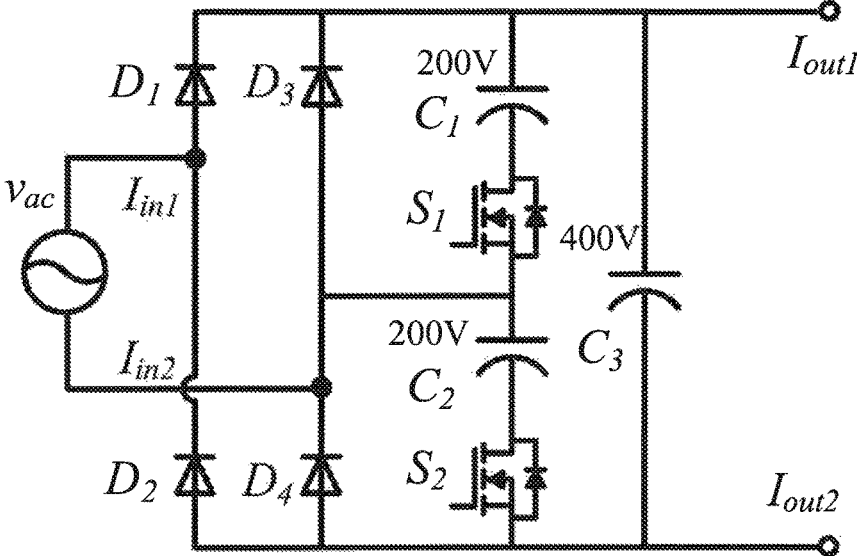 I_out1
200V
D_1
D_3
C_1
v_ac
I_in1
S_1
400V
200V
I_in2
C_2
C_3
D_2
D_4
S_2
I_out2